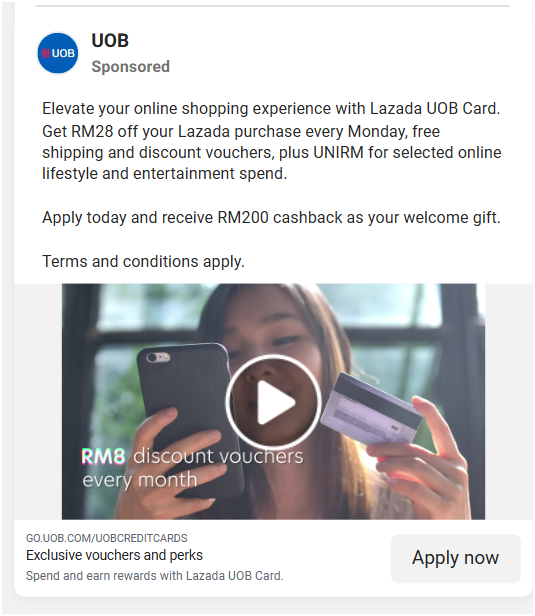 UOB
UOB
Sponsored
Elevate your online shopping experience with Lazada UOB Card.
Get RM28 off your Lazada purchase every Monday, free
shipping and discount vouchers, plus UNIRM for selected online
lifestyle and entertainment spend.
Apply today and receive RM200 cashback as your welcome gift.
Terms and conditions apply.
RM8 discount vouchers
every month
GO.UOB.COM/UOBCREDITCARDS
Exclusive vouchers and perks
Spend and earn rewards with Lazada UOB Card.
Apply now